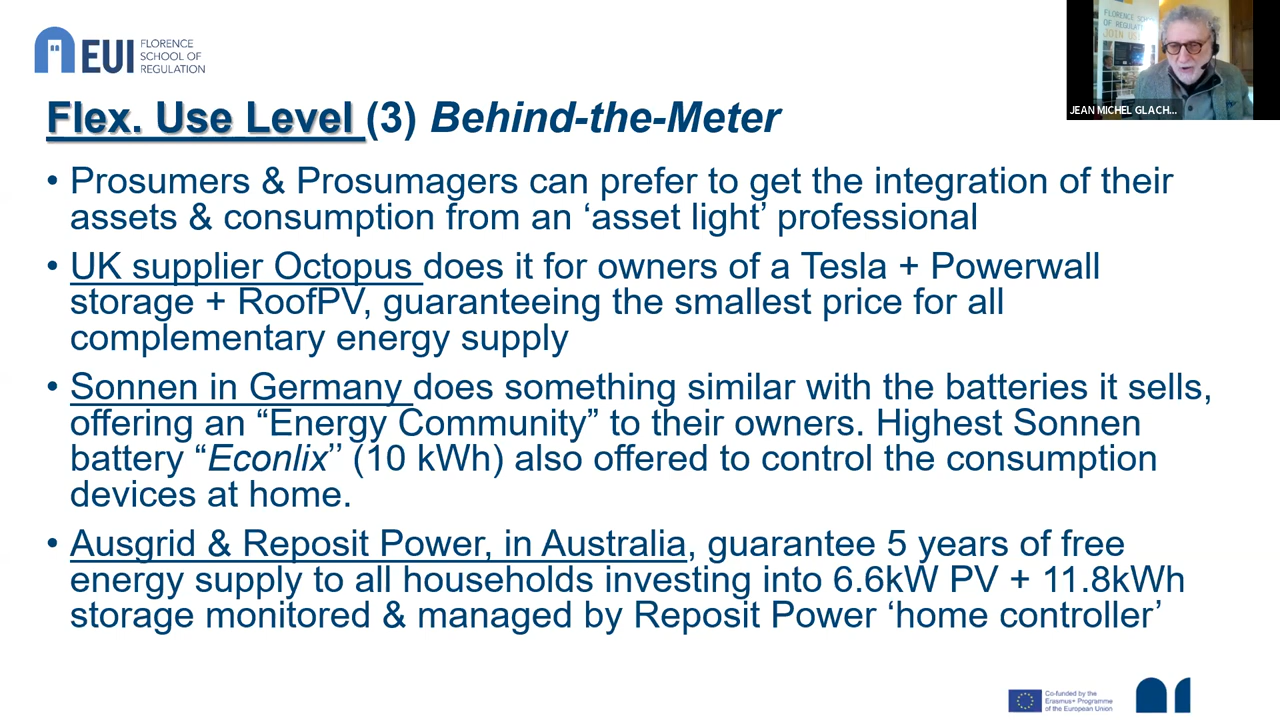 EUI
FLORENCE
SCHOOL OF
REGULATION
FLORENCE
OF REGULAT
JOIN US
JEAN MICHEL GLACH...
Flex. Use Level (3) Behind-the-Meter
• Prosumers & Prosumagers can prefer to get the integration of their
assets & consumption from an ‘asset light’ professional
• UK supplier Octopus does it for owners of a Tesla + Powerwall
storage + RoofPV, guaranteeing the smallest price for all
complementary energy supply
• Sonnen in Germany does something similar with the batteries it sells,
offering an “Energy Community” to their owners. Highest Sonnen
battery “Econlix’’ (10 kWh) also offered to control the consumption
devices at home.
• Ausgrid & Reposit Power, in Australia, guarantee 5 years of free
energy supply to all households investing into 6.6kW PV + 11.8kWh
storage monitored & managed by Reposit Power ‘home controller’
Co-funded by the
Erasmus+ Programme
of the European Union